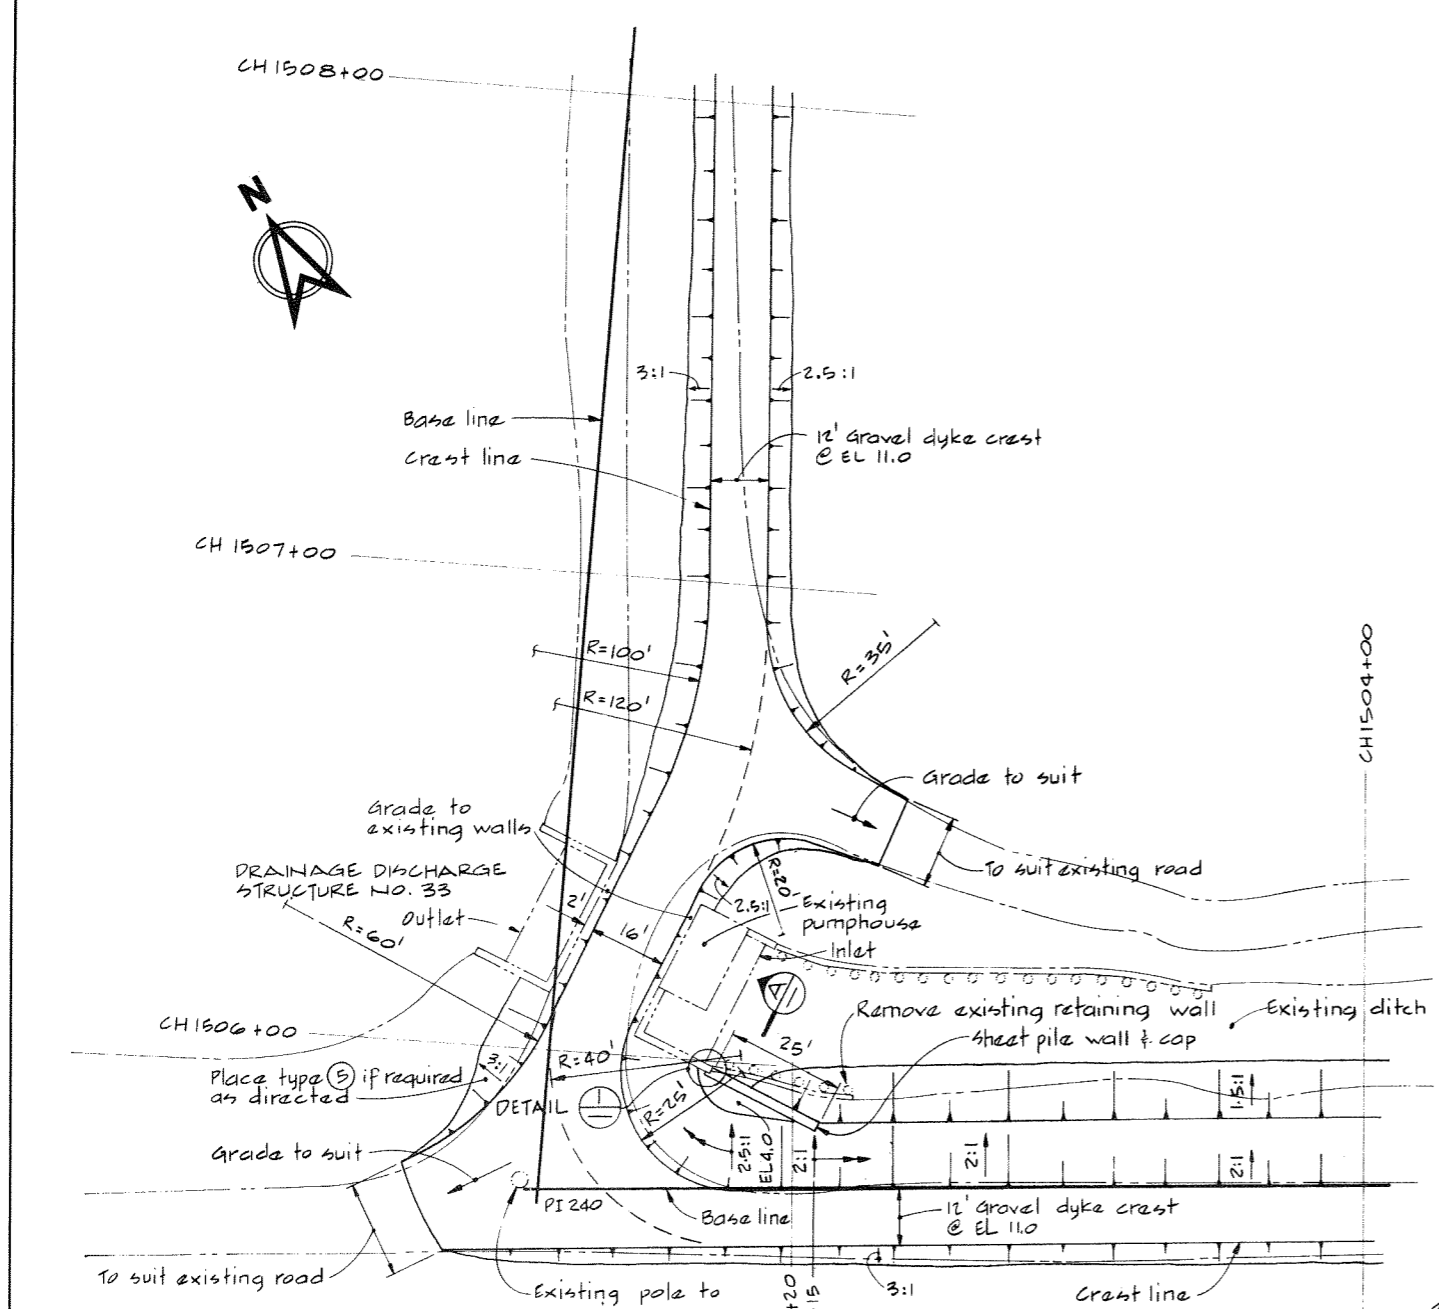 CH 1508+00
N
3:1
2.5:1
Base line
12' Gravel dyke crest
@ EL 11.0
Crest line
CH 1507+00
R=100'
R=35'
R=120'
CH 1504+00
Grade to suit
Grade to
existing walls
To suit existing road
DRAINAGE DISCHARGE
STRUCTURE NO. 33
R=20'
2'
2.5:1
Existing
pumphouse
Outlet
R=60'
16'
Inlet
A
1
Remove existing retaining wall
Existing ditch
CH 1506+00
Sheet pile wall & cap
25'
R=40'
3:1
Place type 5 if required
as directed
DETAIL 1
1
R=25'
1.5:1
Grade to suit
2.5:1
EL 4.0
2:1
2:1
2:1
PI 240
Base line
12' Gravel dyke crest
@ EL 11.0
To suit existing road
Existing pole to
+20
15
3:1
Crest line